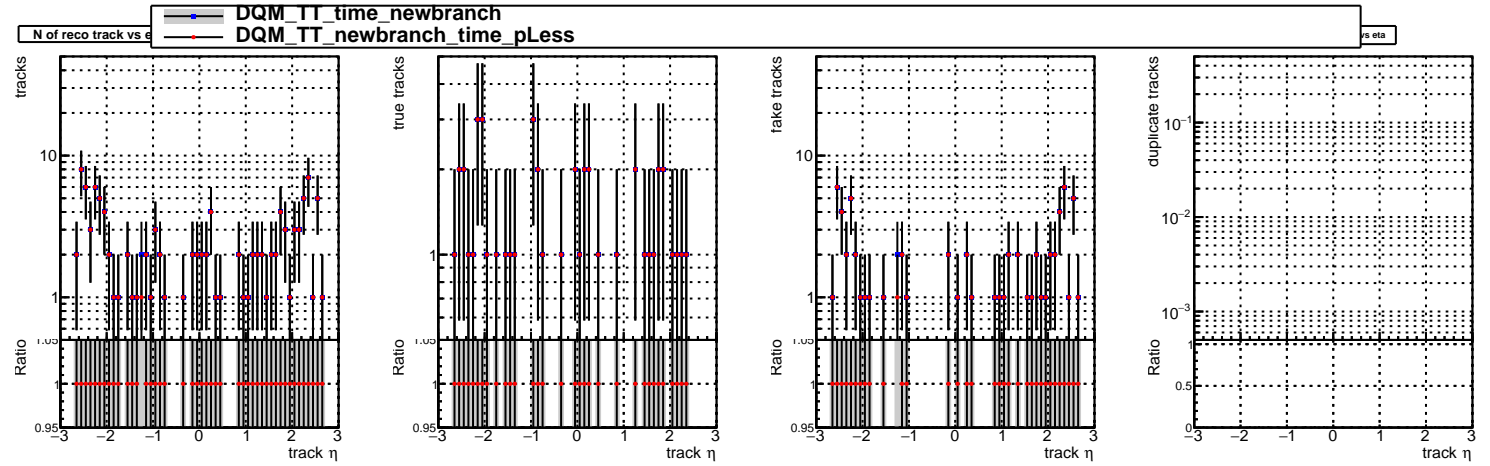 DQM_TT_time_newbranch
DQM_TT_newbranch_time_pLess
N of reco track vs e
vs eta
tracks
10
1
Ratio
1.05
1
0.95
−3 −2 −1 0 1 2 3
track η
true tracks
1
Ratio
1.05
1
0.95
−3 −2 −1 0 1 2 3
track η
fake tracks
10
1
Ratio
1.05
1
0.95
−3 −2 −1 0 1 2 3
track η
duplicate tracks
10−1
10−2
10−3
Ratio
1
0.5
0
−3 −2 −1 0 1 2 3
track η